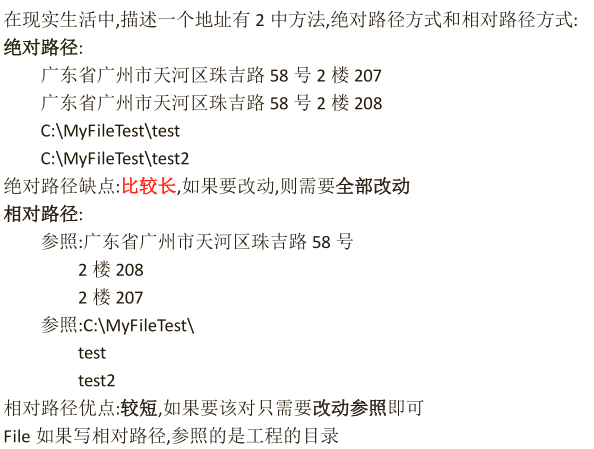 在现实生活中,描述一个地址有 2 中方法,绝对路径方式和相对路径方式:
绝对路径:
广东省广州市天河区珠吉路 58 号 2 楼 207
广东省广州市天河区珠吉路 58 号 2 楼 208
C:\MyFileTest\test
C:\MyFileTest\test2
绝对路径缺点:比较长,如果要改动,则需要全部改动
相对路径:
参照:广东省广州市天河区珠吉路 58 号
2 楼 208
2 楼 207
参照:C:\MyFileTest\
test
test2
相对路径优点:较短,如果要该对只需要改动参照即可
File 如果写相对路径,参照的是工程的目录